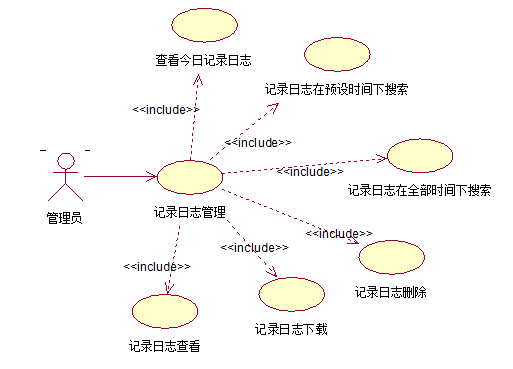 查看今日记录日志
记录日志在预设时间下搜索
<<include>>
<<include>>
<<include>>
记录日志在全部时间下搜索
管理员
记录日志管理
<<include>>
<<include>>
<<include>>
记录日志删除
记录日志下载
记录日志查看